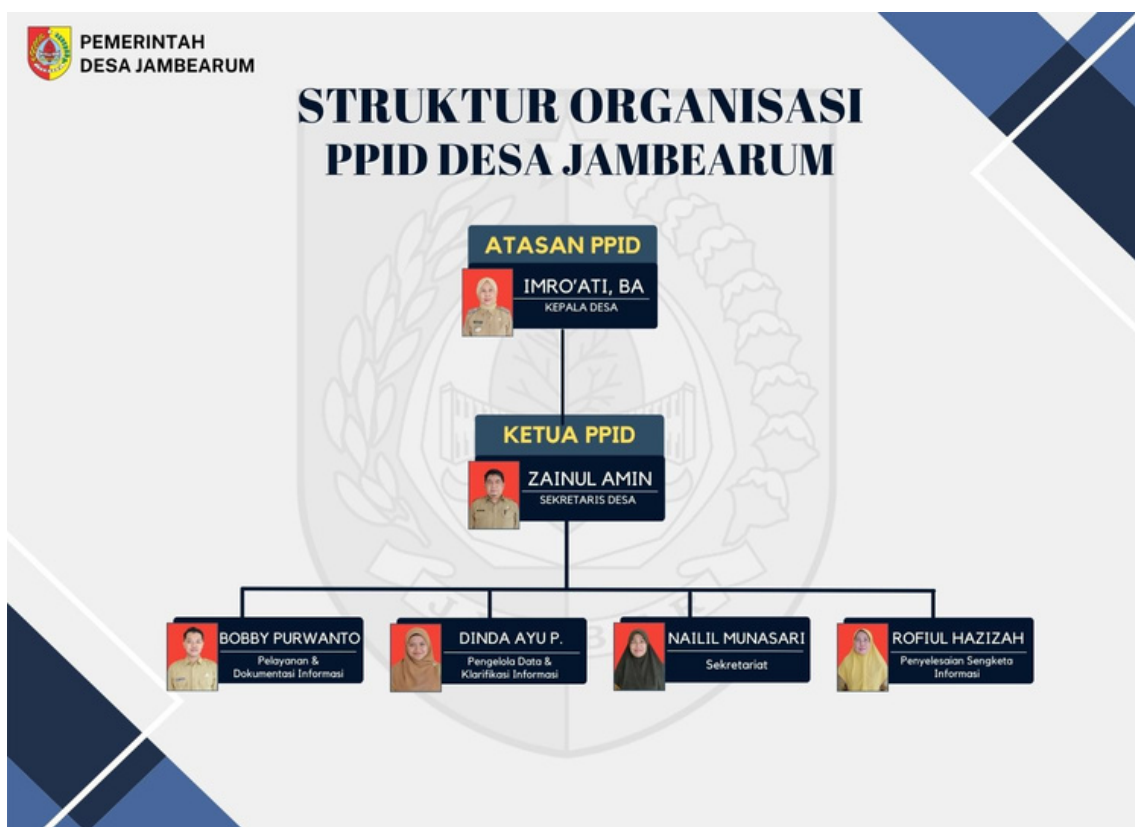 PEMERINTAH
DESA JAMBEARUM
STRUKTUR ORGANISASI
PPID DESA JAMBEARUM
ATASAN PPID
IMRO'ATI, BA
KEPALA DESA
KETUA PPID
ZAINUL AMIN
SEKRETARIS DESA
BOBBY PURWANTO
Pelayanan &
Dokumentasi Informasi
DINDA AYU P.
Pengelola Data &
Klarifikasi Informasi
NAILIL MUNASARI
Sekretariat
ROFIUL HAZIZAH
Penyelesaian Sengketa
Informasi